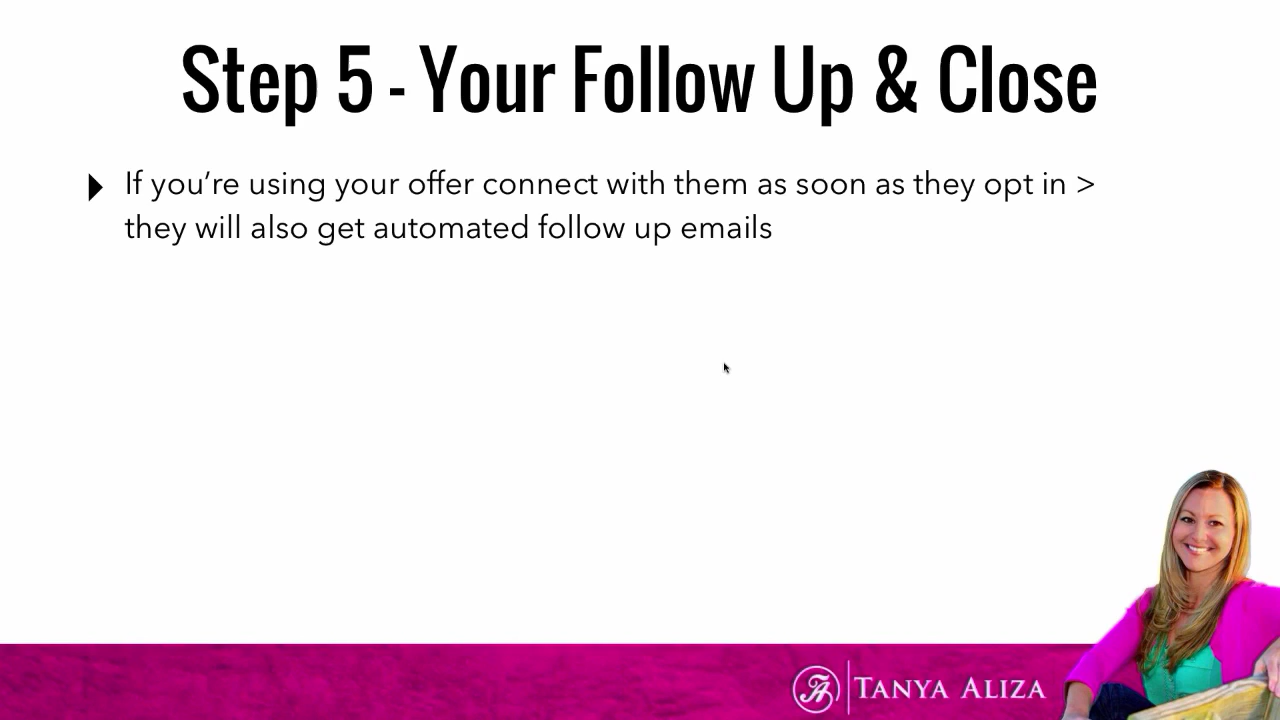 Step 5 - Your Follow Up & Close
If you’re using your offer connect with them as soon as they opt in >
they will also get automated follow up emails
TANYA ALIZA